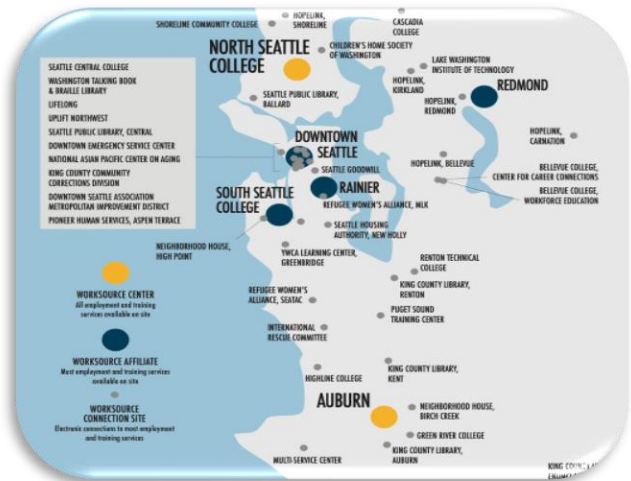 HOPELINK,
SHORELINE
SHORELINE COMMUNITY COLLEGE
CASCADIA
COLLEGE
NORTH SEATTLE
COLLEGE
CHILDREN'S HOME SOCIETY
OF WASHINGTON
LAKE WASHINGTON
INSTITUTE OF TECHNOLOGY
HOPELINK,
KIRKLAND
REDMOND
HOPELINK,
REDMOND
SEATTLE PUBLIC LIBRARY,
BALLARD
SEATTLE CENTRAL COLLEGE
WASHINGTON TALKING BOOK
& BRAILLE LIBRARY
LIFELONG
UPLIFT NORTHWEST
SEATTLE PUBLIC LIBRARY, CENTRAL
DOWNTOWN EMERGENCY SERVICE CENTER
NATIONAL ASIAN PACIFIC CENTER ON AGING
KING COUNTY COMMUNITY
CORRECTIONS DIVISION
DOWNTOWN SEATTLE ASSOCIATION
METROPOLITAN IMPROVEMENT DISTRICT
PIONEER HUMAN SERVICES, ASPEN TERRACE
DOWNTOWN
SEATTLE
SEATTLE GOODWILL
HOPELINK,
CARNATION
HOPELINK, BELLEVUE
BELLEVUE COLLEGE,
CENTER FOR CAREER CONNECTIONS
BELLEVUE COLLEGE,
WORKFORCE EDUCATION
SOUTH SEATTLE
COLLEGE
RAINIER
REFUGEE WOMEN'S ALLIANCE, MLK
SEATTLE HOUSING
AUTHORITY, NEW HOLLY
NEIGHBORHOOD HOUSE,
HIGH POINT
YWCA LEARNING CENTER,
GREENBRIDGE
RENTON TECHNICAL
COLLEGE
KING COUNTY LIBRARY,
RENTON
REFUGEE WOMEN'S
ALLIANCE, SEATAC
PUGET SOUND
TRAINING CENTER
INTERNATIONAL
RESCUE COMMITTEE
WORKSOURCE CENTER
All employment and training
services available on site
WORKSOURCE AFFILIATE
Most employment and training services
available on site
WORKSOURCE
CONNECTION SITE
Electronic connections to most employment
and training services
HIGHLINE COLLEGE
KING COUNTY LIBRARY,
KENT
AUBURN
NEIGHBORHOOD HOUSE,
BIRCH CREEK
GREEN RIVER COLLEGE
KING COUNTY LIBRARY,
AUBURN
MULTI-SERVICE CENTER
KING COUNTY